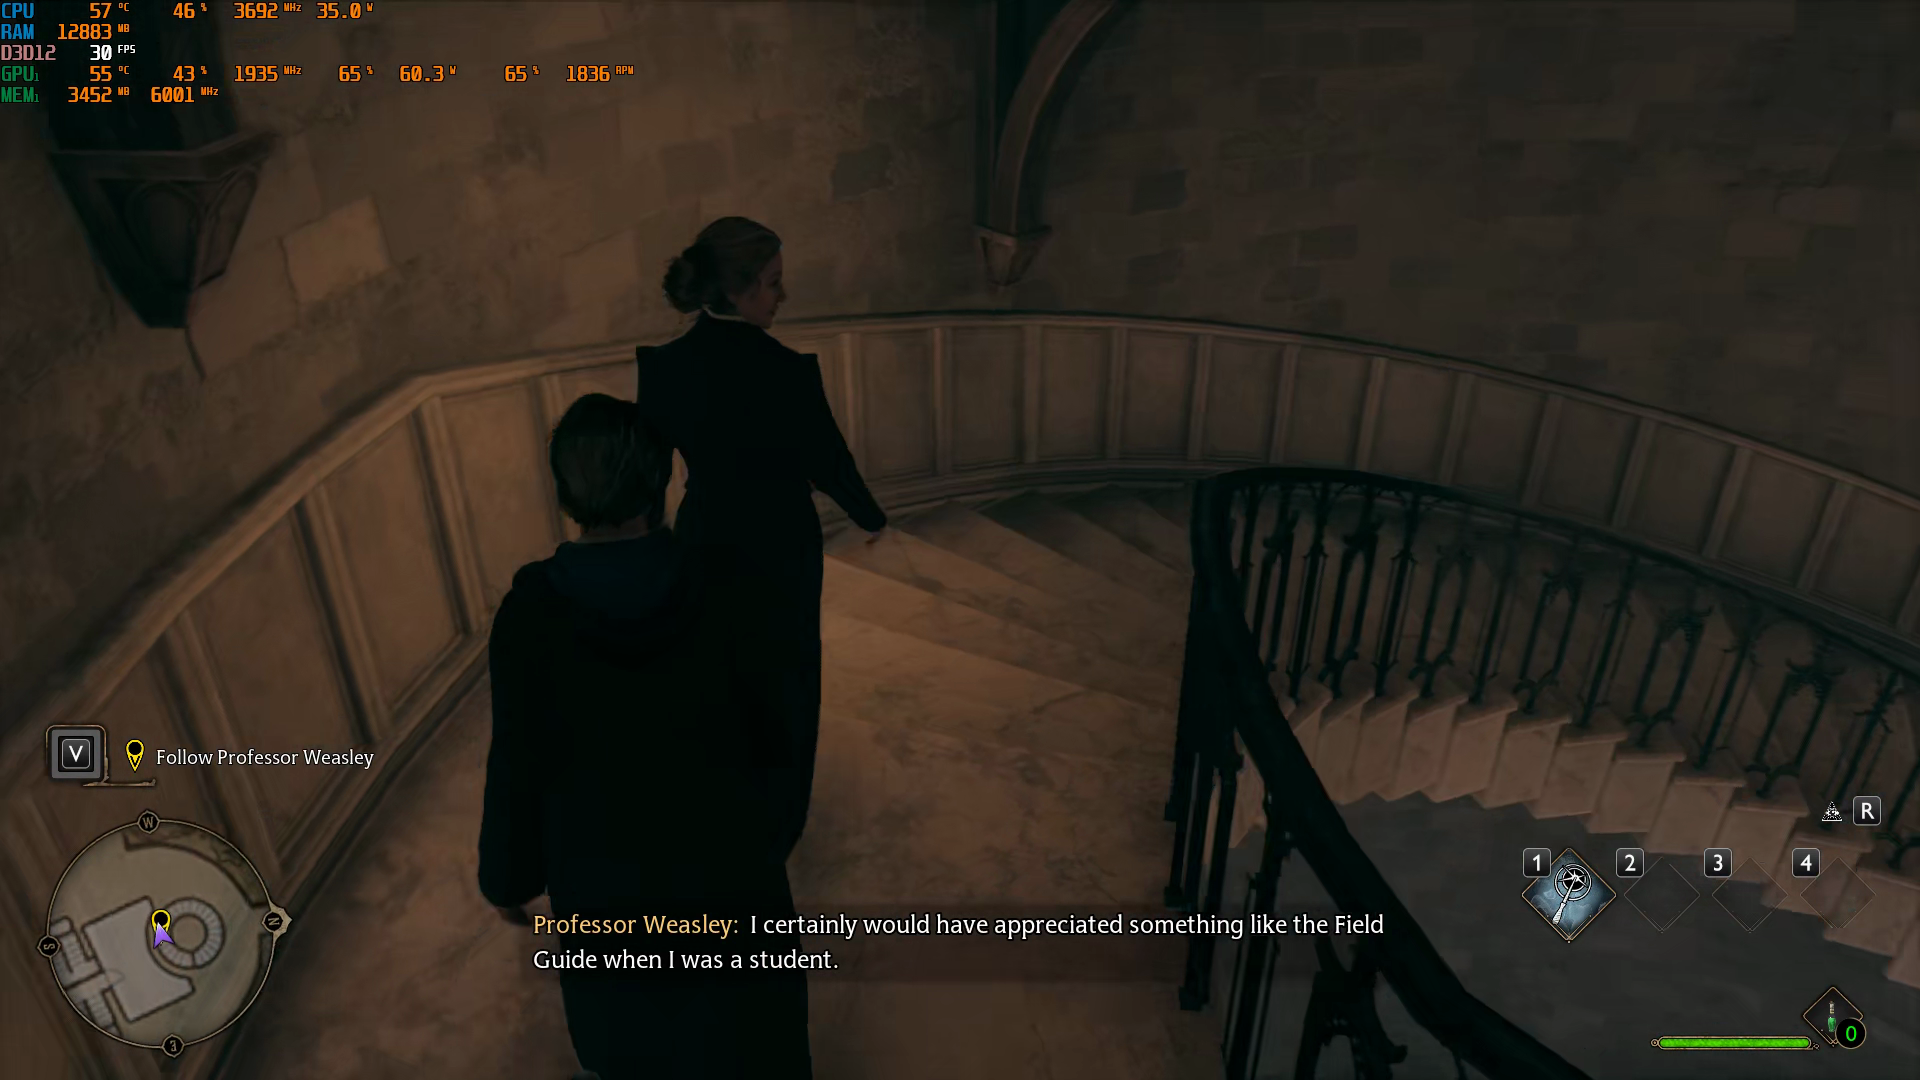 CPU 57 °C 46 % 3692 MHz 35.0 W
RAM 12883 MB
D3D12 30 FPS
GPU1 55 °C 43 % 1935 MHz 65 % 60.3 W 65 % 1836 RPM
MEM1 3452 MB 6001 MHz
V Follow Professor Weasley
W
N
S
E
R
1 2 3 4
Professor Weasley: I certainly would have appreciated something like the Field
Guide when I was a student.
0